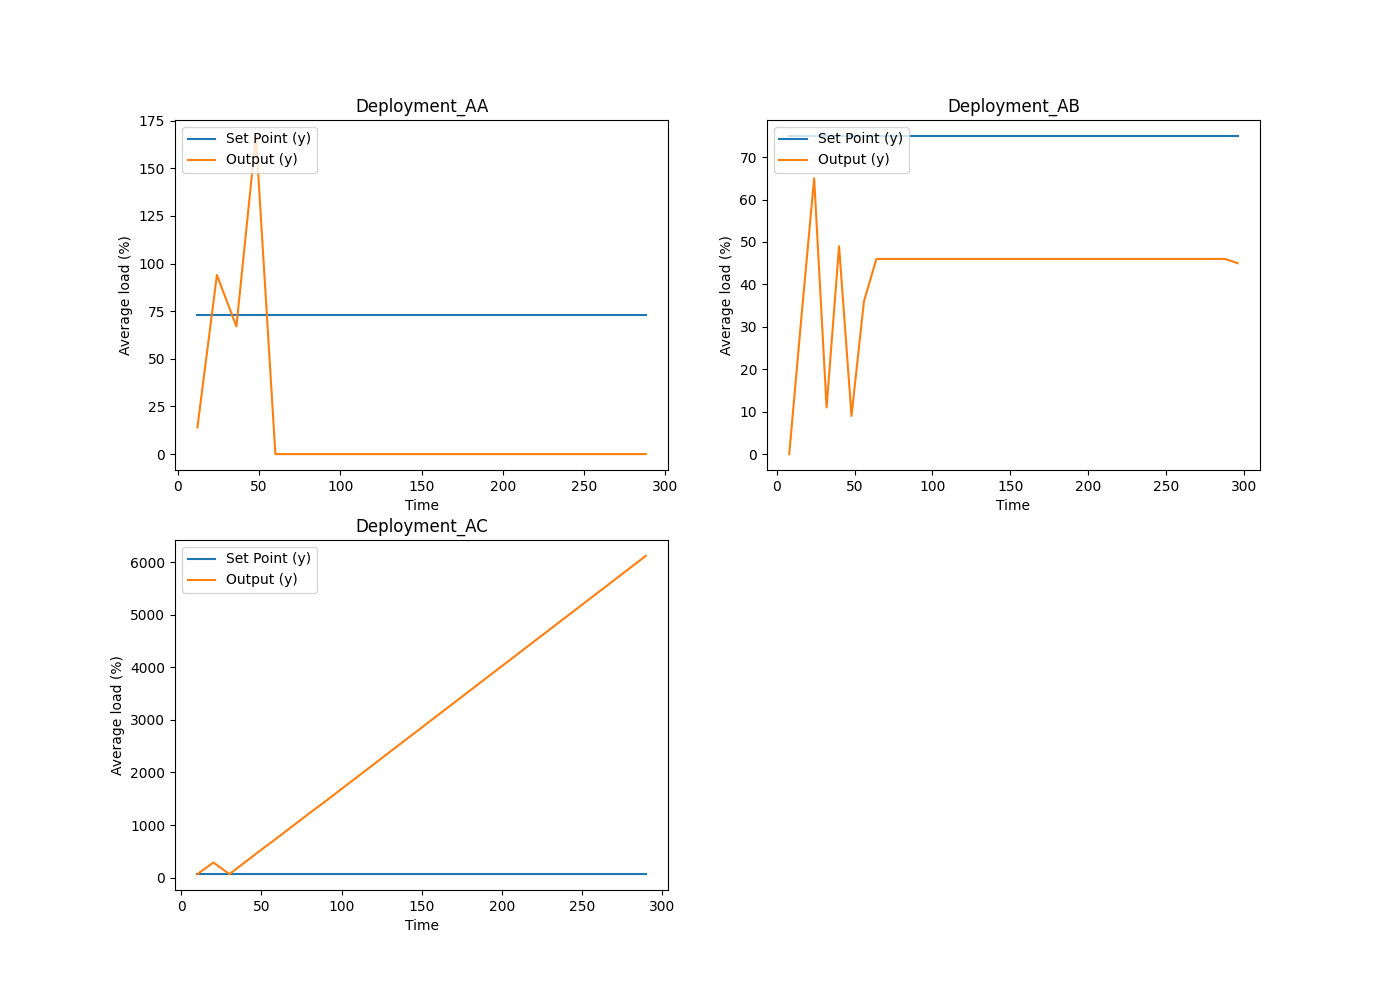 Deployment_AA
Set Point (y)
Output (y)
175
150
125
100
75
50
25
0
Average load (%)
0 50 100 150 200 250 300
Time
Deployment_AB
Set Point (y)
Output (y)
70
60
50
40
30
20
10
0
Average load (%)
0 50 100 150 200 250 300
Time
Deployment_AC
Set Point (y)
Output (y)
6000
5000
4000
3000
2000
1000
0
Average load (%)
0 50 100 150 200 250 300
Time